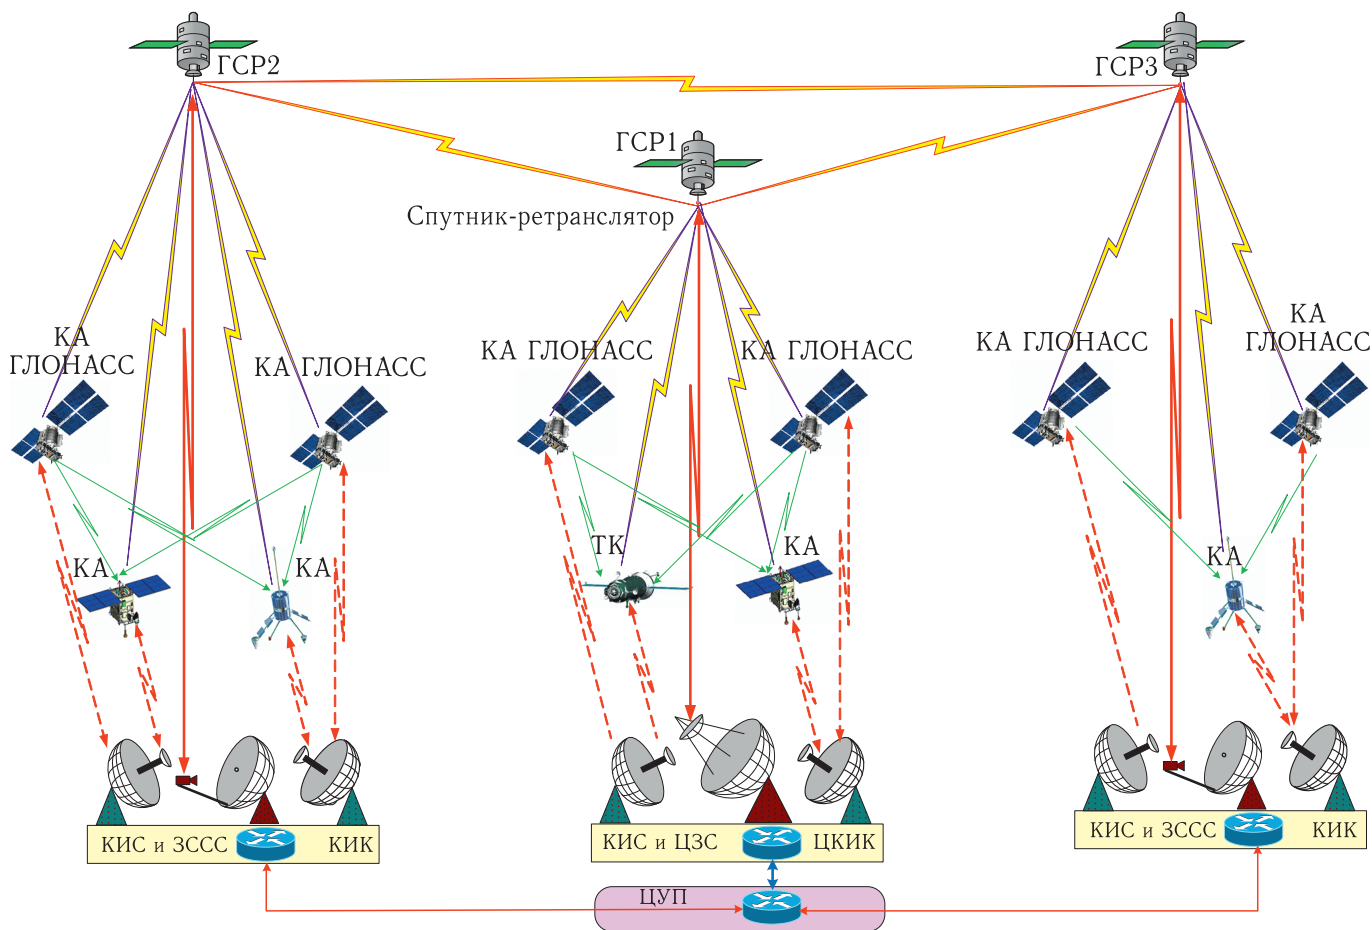 ГСР2
ГСР3
ГСР1
Спутник-ретранслятор
КА
ГЛОНАСС
КА ГЛОНАСС
КА ГЛОНАСС
КА ГЛОНАСС
КА ГЛОНАСС
КА
ГЛОНАСС
КА
КА
ТК
КА
КА
КИС и ЗССС
КИК
КИС и ЦЗС
ЦКИК
КИС и ЗССС
КИК
ЦУП